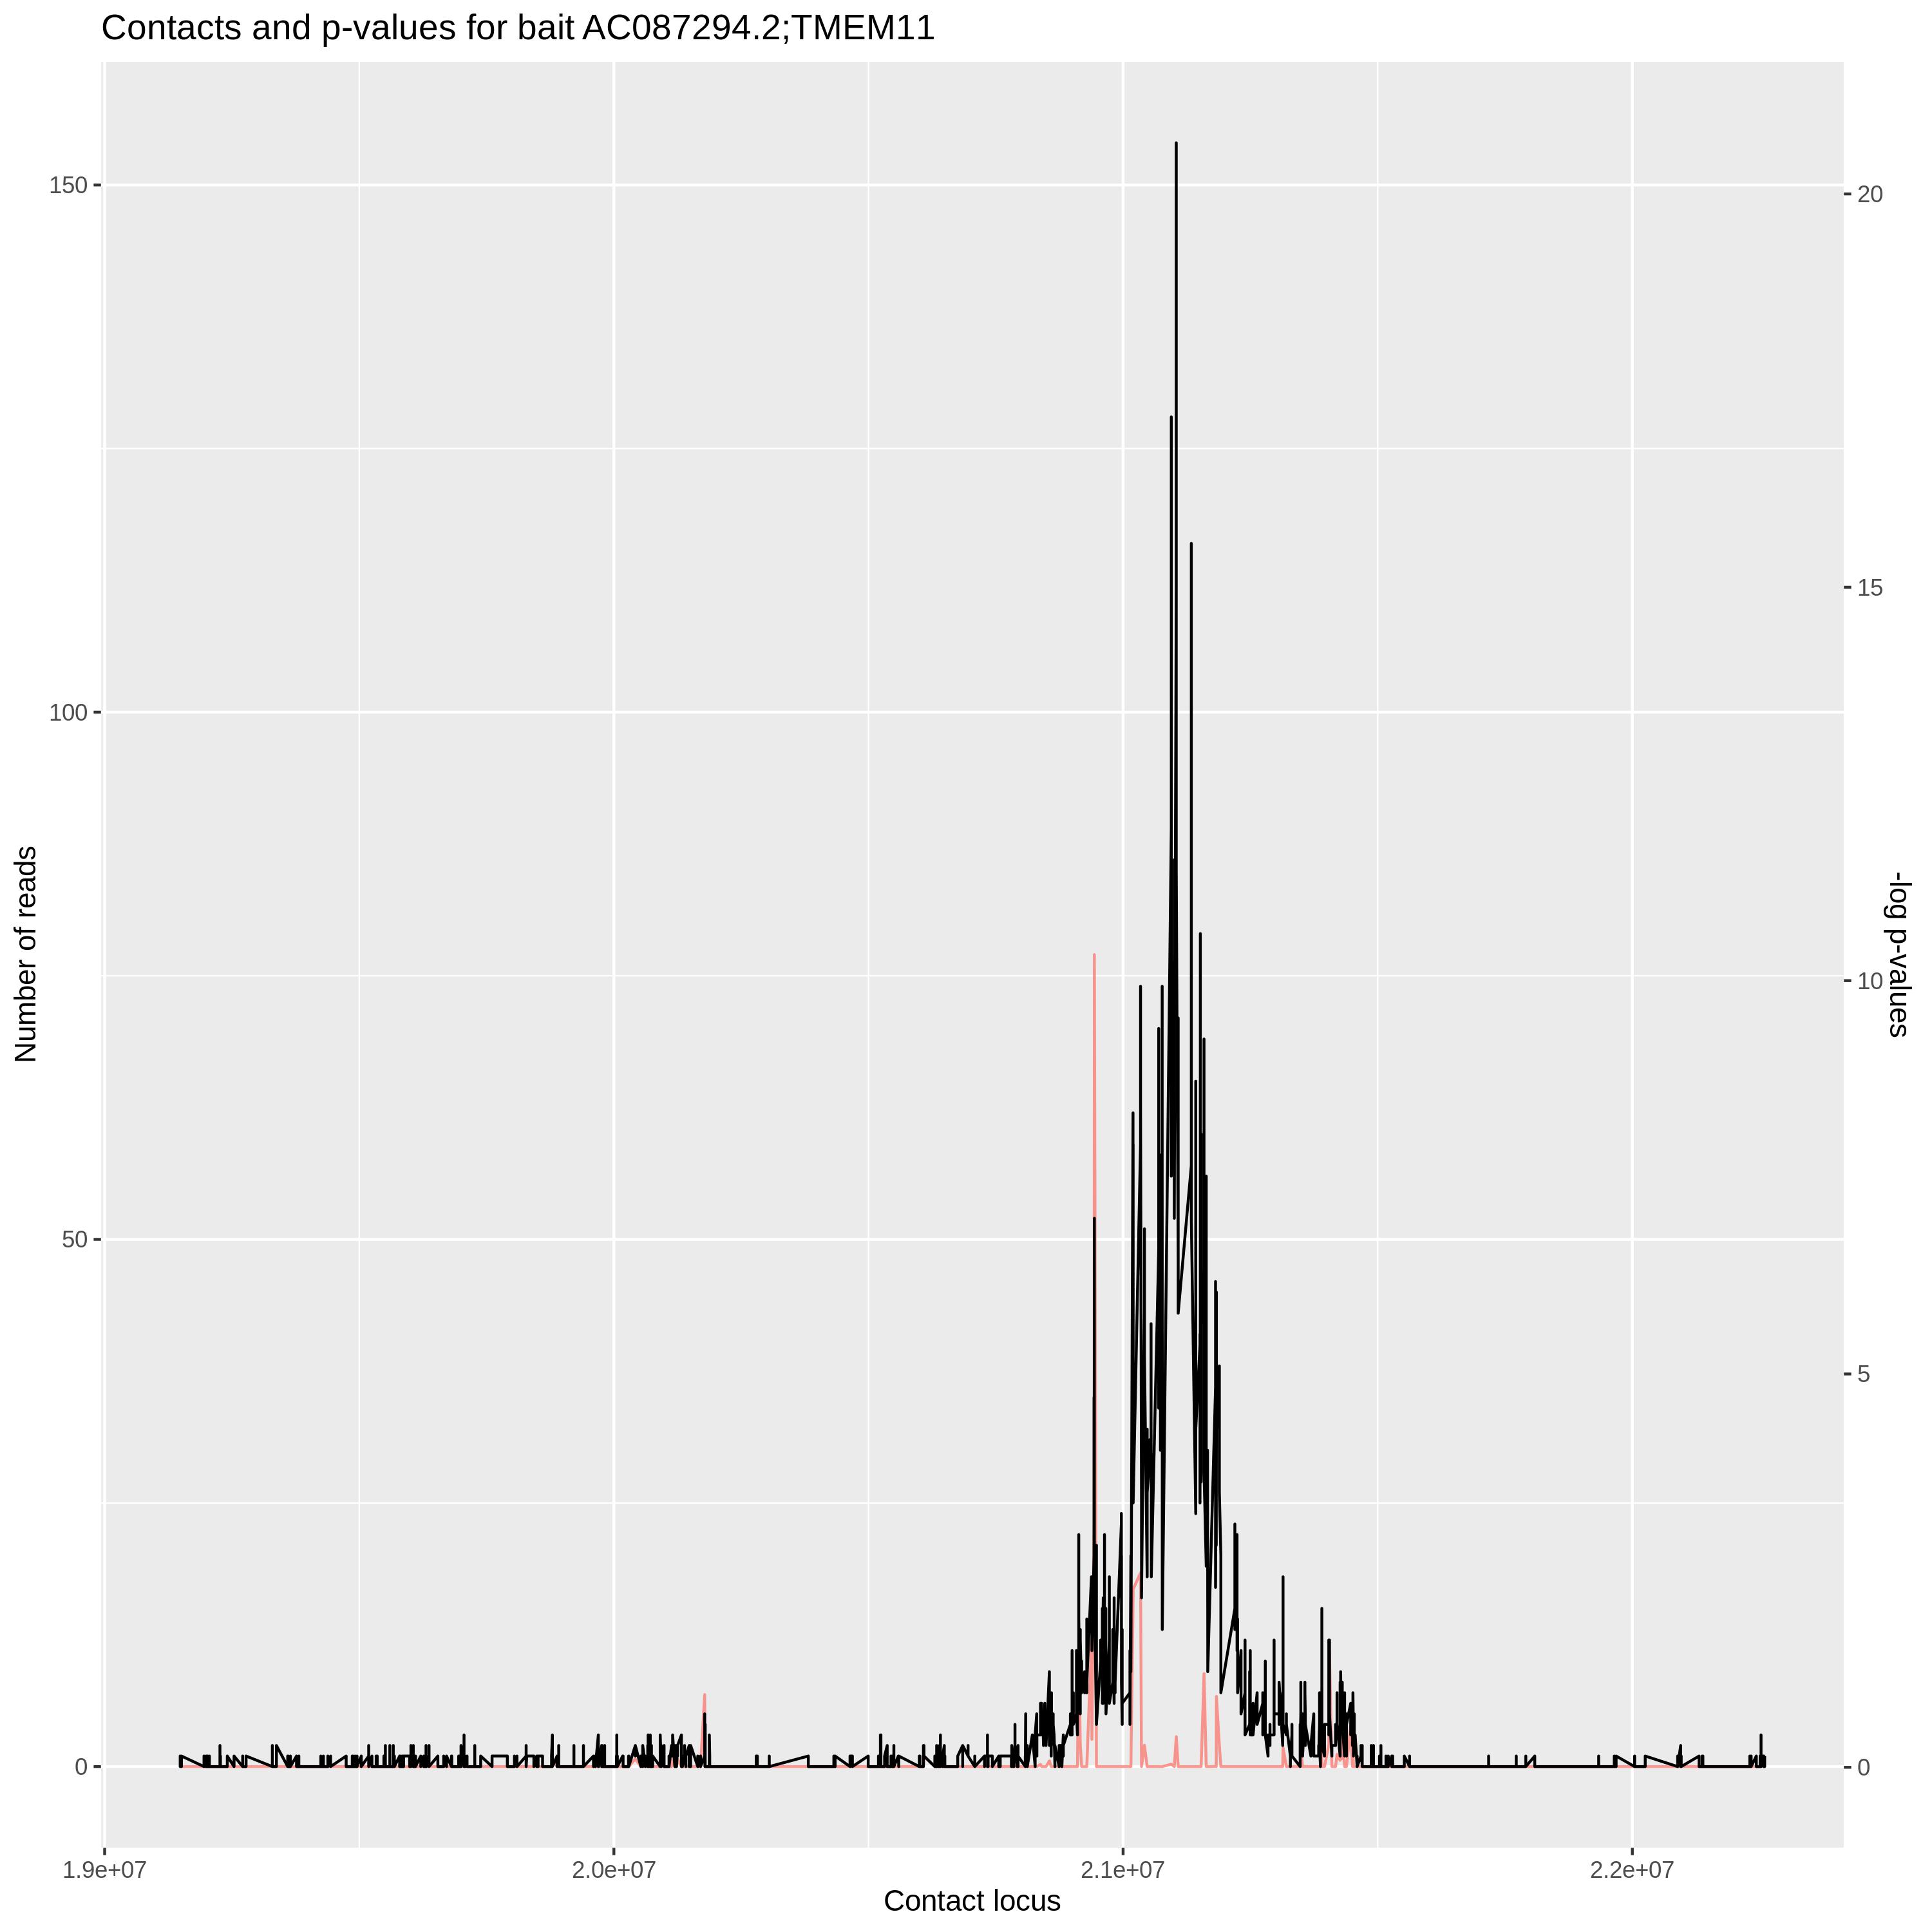 Contacts and p-values for bait AC087294.2;TMEM11
150
100
50
0
20
15
10
5
0
Number of reads
-log p-values
1.9e+07
2.0e+07
2.1e+07
2.2e+07
Contact locus